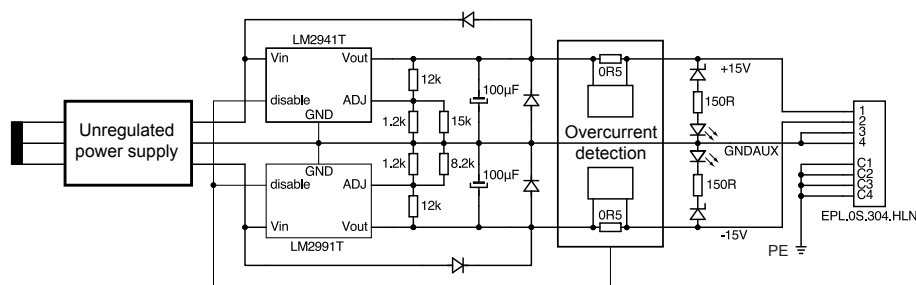 LM2941T
Vin
Vout
disable
ADJ
GND
12k
1.2k
15k
100µF
Unregulated
power supply
1.2k
8.2k
GND
disable
ADJ
Vin
Vout
LM2991T
12k
100µF
0R5
Overcurrent
detection
0R5
+15V
150R
GNDAUX
150R
-15V
1
2
3
4
C1
C2
C3
C4
EPL.0S.304.HLN
PE